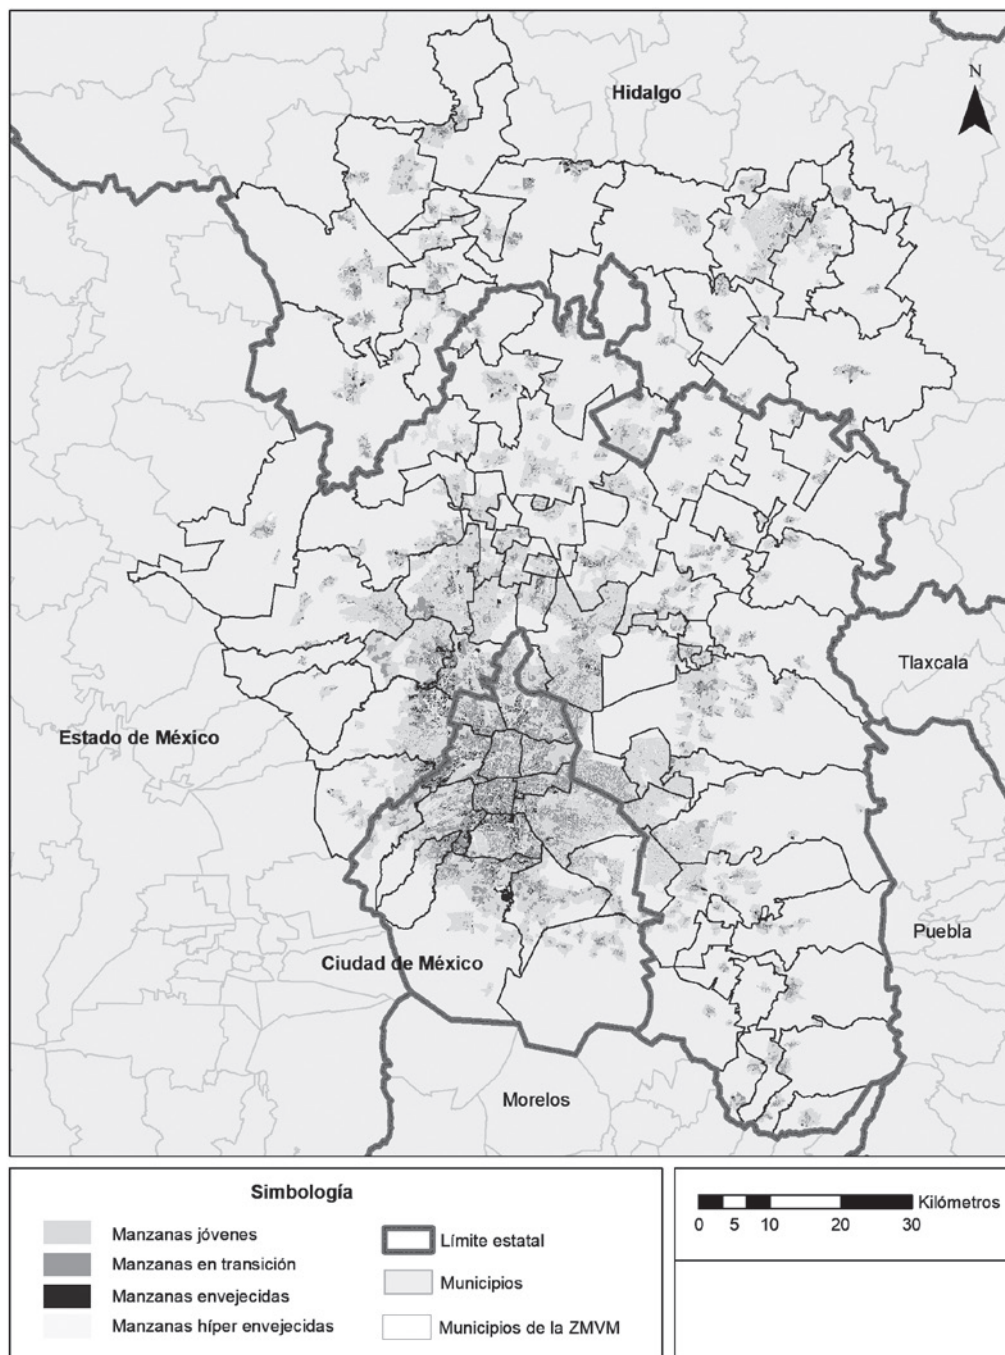 Hidalgo
N
Tlaxcala
Estado de México
Puebla
Ciudad de México
Morelos
Simbología
Manzanas jóvenes
Manzanas en transición
Manzanas envejecidas
Manzanas híper envejecidas
Límite estatal
Municipios
Municipios de la ZMVM
Kilómetros
0 5 10 20 30